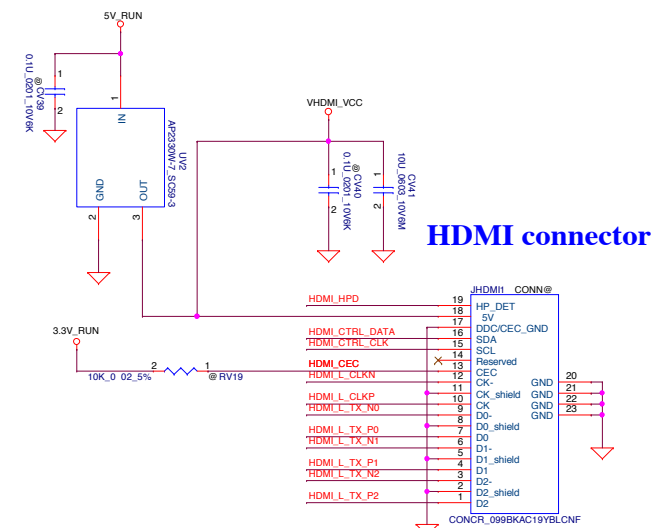 5V_RUN
1
2
@ CV39
0.1U_0201_10V6K
1
IN
GND
OUT
2
3
UV2
AP2330W-7_SC59-3
VHDMI_VCC
1
2
@ CV40
0.1U_0201_10V6K
1
2
CV41
10U_0603_10V6M
HDMI connector
JHDMI1 CONN@
HDMI_HPD 19 HP_DET
18 5V
17 DDC/CEC_GND
HDMI_CTRL_DATA 16 SDA
HDMI_CTRL_CLK 15 SCL
14 Reserved
3.3V_RUN
HDMI_CEC 13 CEC
10K_0 02_5% 2 1 @ RV19
HDMI_L_CLKN 12 CK-
11 CK_shield
HDMI_L_CLKP 10 CK
HDMI_L_TX_N0 9 D0-
8 D0_shield
HDMI_L_TX_P0 7 D0
HDMI_L_TX_N1 6 D1-
5 D1_shield
HDMI_L_TX_P1 4 D1
HDMI_L_TX_N2 3 D2-
2 D2_shield
HDMI_L_TX_P2 1 D2
GND 20
GND 21
GND 22
GND 23
CONCR_099BKAC19YBLCNF